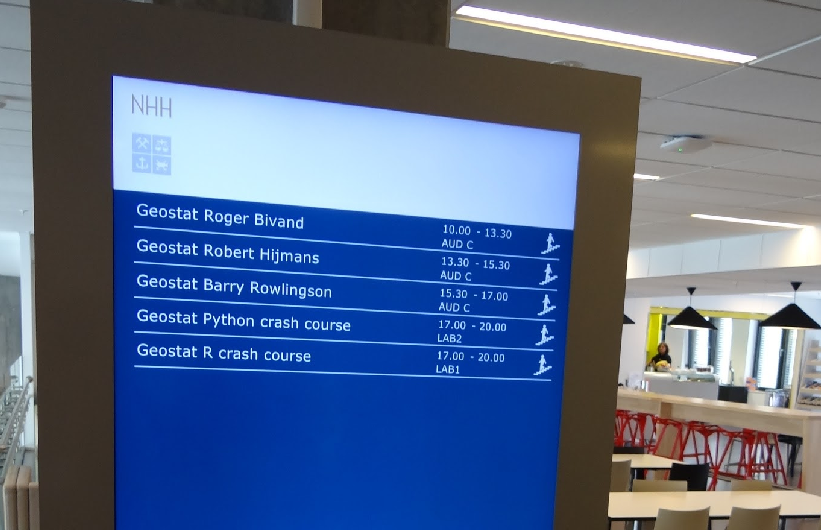 NHH
Geostat Roger Bivand 10.00 - 13.30
AUD C
Geostat Robert Hijmans 13.30 - 15.30
AUD C
Geostat Barry Rowlingson 15.30 - 17.00
AUD C
Geostat Python crash course 17.00 - 20.00
LAB2
Geostat R crash course 17.00 - 20.00
LAB1